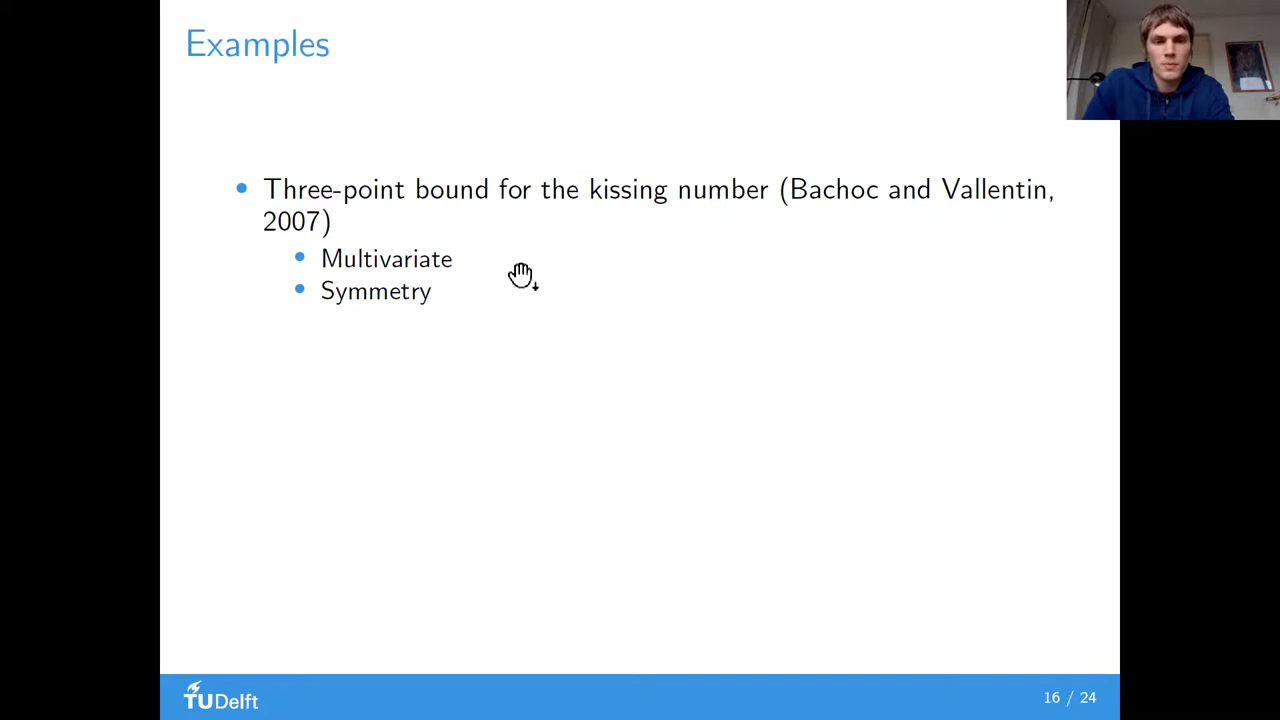 Examples
Three-point bound for the kissing number (Bachoc and Vallentin,
2007)
Multivariate
Symmetry
TUDelft
16 / 24